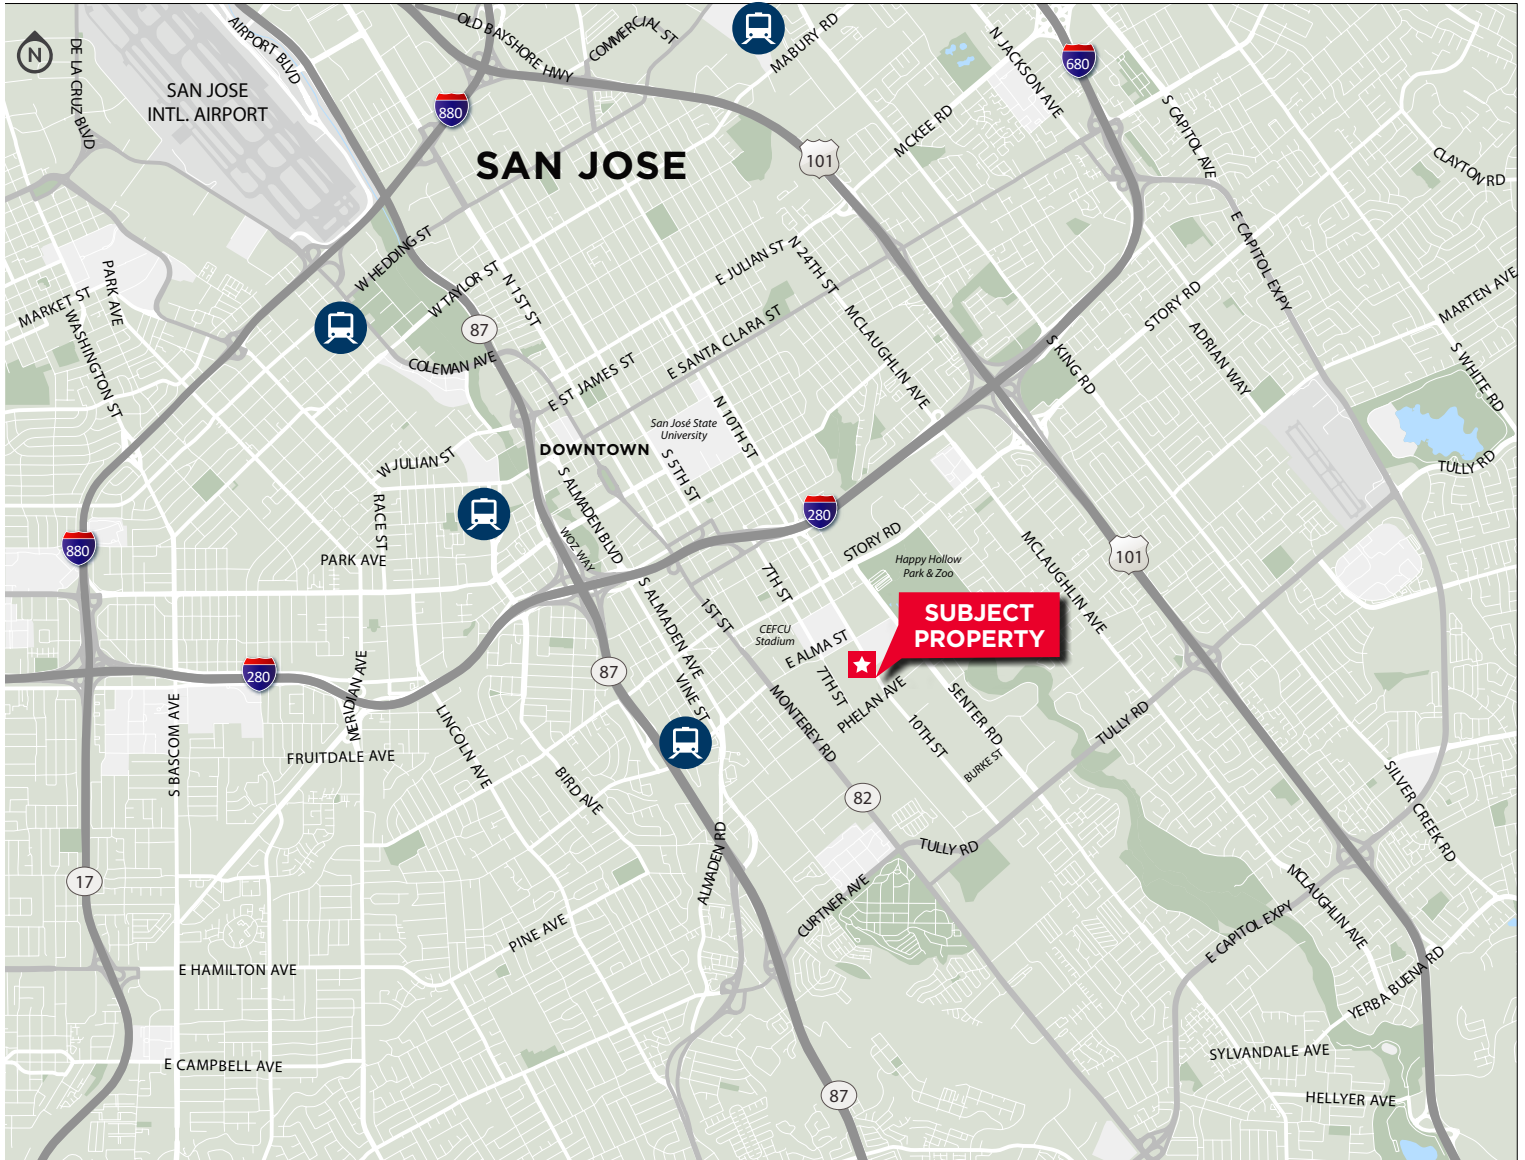 OLD BAYSHORE HWY
COMMERCIAL ST
MABURY RD
AIRPORT BLVD
N JACKSON AVE
680
N
DE LA CRUZ BLVD
SAN JOSE
INTL. AIRPORT
880
MCKEE RD
S CAPITOL AVE
SAN JOSE
101
CLAYTON RD
W HEDDING ST
E CAPITOL EXPY
PARK AVE
W TAYLOR ST
N 1 ST ST
E JULIAN ST
N 24TH ST
MARKET ST
WASHINGTON ST
87
STORY RD
MARTEN AVE
COLEMAN AVE
E SANTA CLARA ST
MCLAUGHLIN AVE
S KING RD
ADRIAN WAY
S WHITE RD
E ST JAMES ST
N 10TH ST
San José State
University
DOWNTOWN
W JULIAN ST
S 5TH ST
TULLY RD
S ALMADEN BLVD
RACE ST
280
880
WOZ WAY
STORY RD
MCLAUGHLIN AVE
101
PARK AVE
Happy Hollow
Park & Zoo
7TH ST
S ALMADEN AVE
1ST ST
SUBJECT
PROPERTY
CEFCU
Stadium
E ALMA ST
280
87
MERIDIAN AVE
VINE ST
7TH ST
PHELAN AVE
SENTER RD
S BASCOM AVE
LINCOLN AVE
MONTEREY RD
10TH ST
TULLY RD
FRUITDALE AVE
BURKE ST
BIRD AVE
82
SILVER CREEK RD
ALMADEN RD
TULLY RD
17
CURTNER AVE
MCLAUGHLIN AVE
PINE AVE
E CAPITOL EXPY
E HAMILTON AVE
YERBA BUENA RD
SYLVANDALE AVE
E CAMPBELL AVE
87
HELLYER AVE